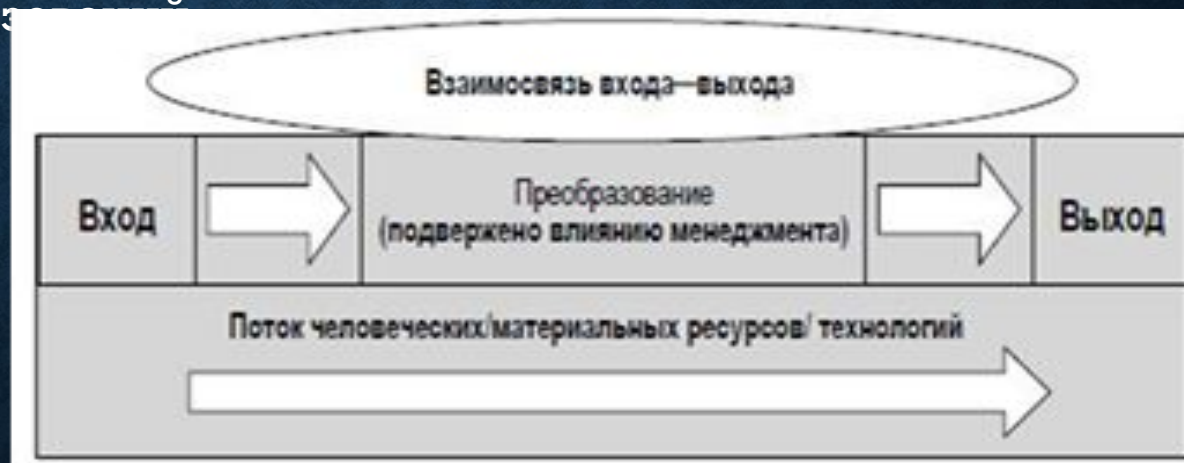 Взаимосвязь входа—выхода
Вход
Преобразование
(подвержено влиянию менеджмента)
Выход
Поток человеческих/материальных ресурсов/ технологий